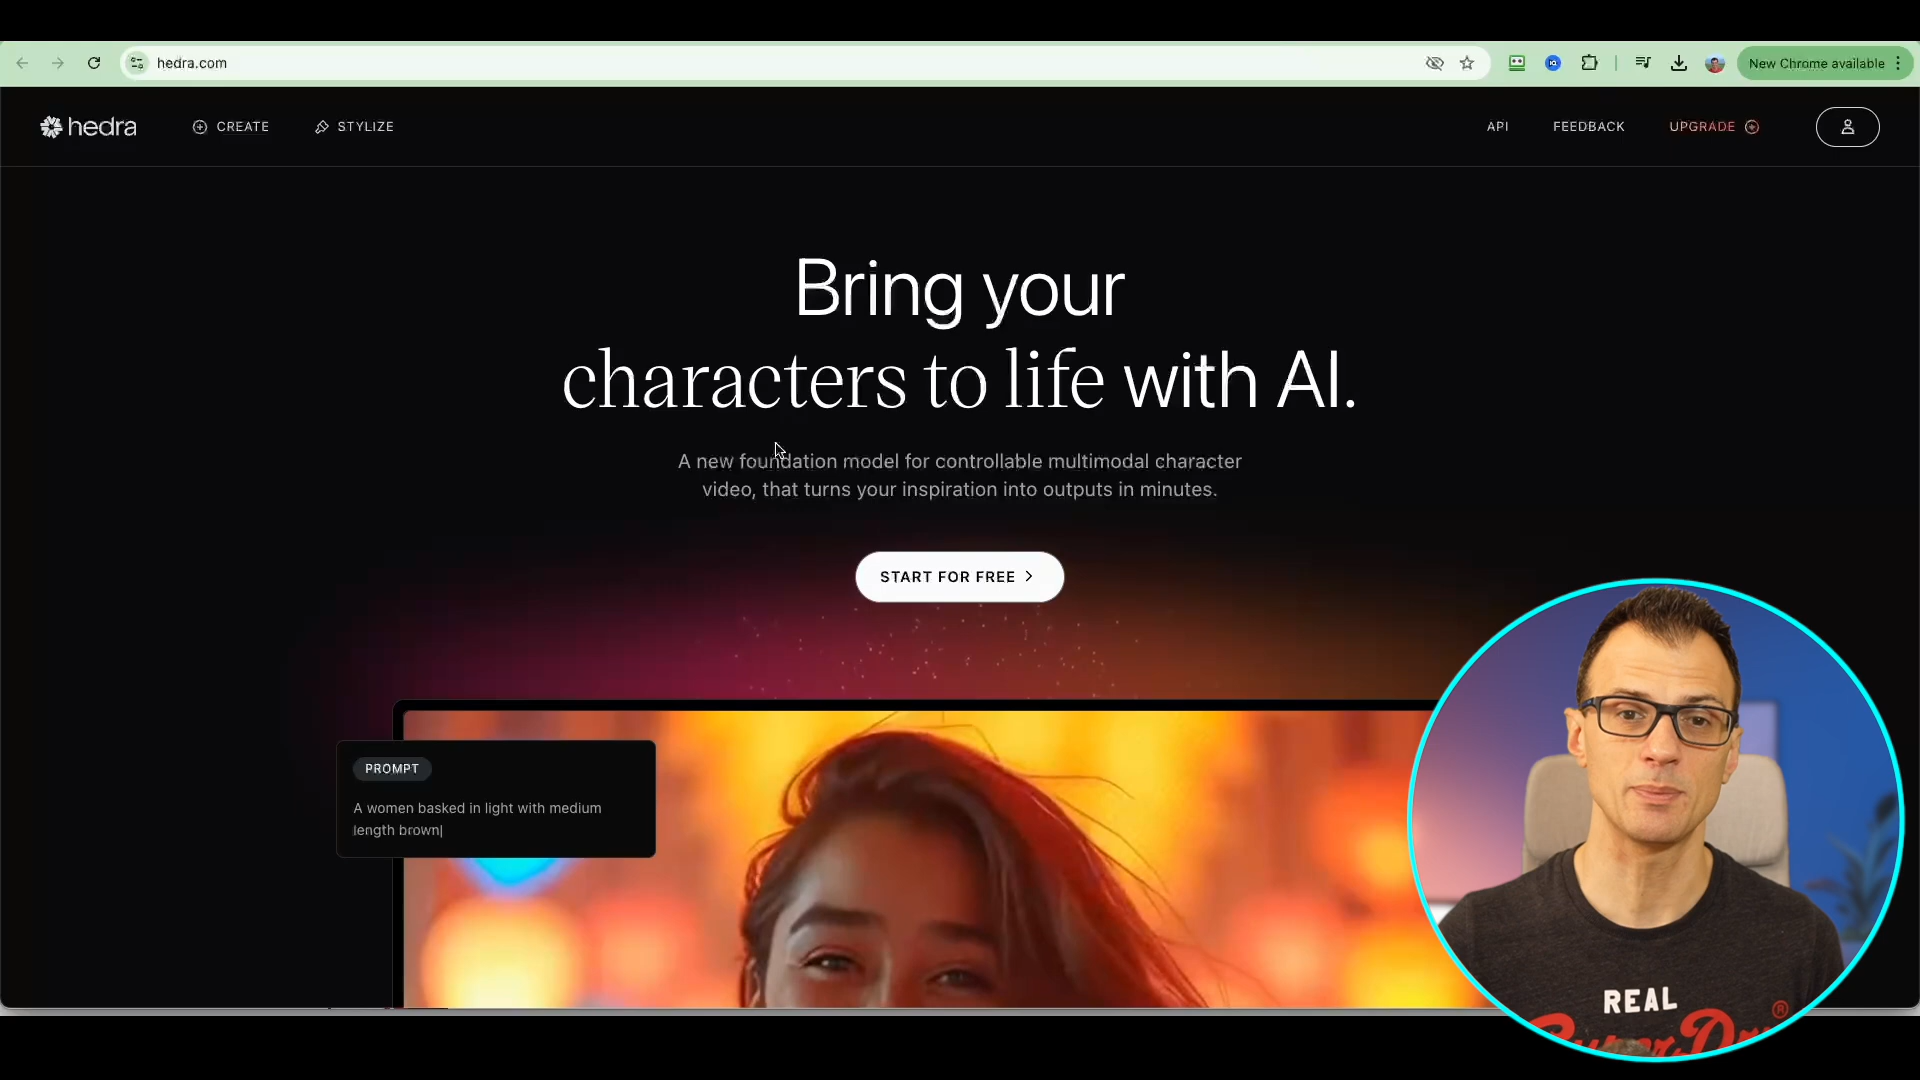 hedra.com
New Chrome available
hedra
CREATE
STYLIZE
API
FEEDBACK
UPGRADE
Bring your
characters to life with AI.
A new foundation model for controllable multimodal character
video, that turns your inspiration into outputs in minutes.
START FOR FREE
PROMPT
A women basked in light with medium
length brown
REAL
®